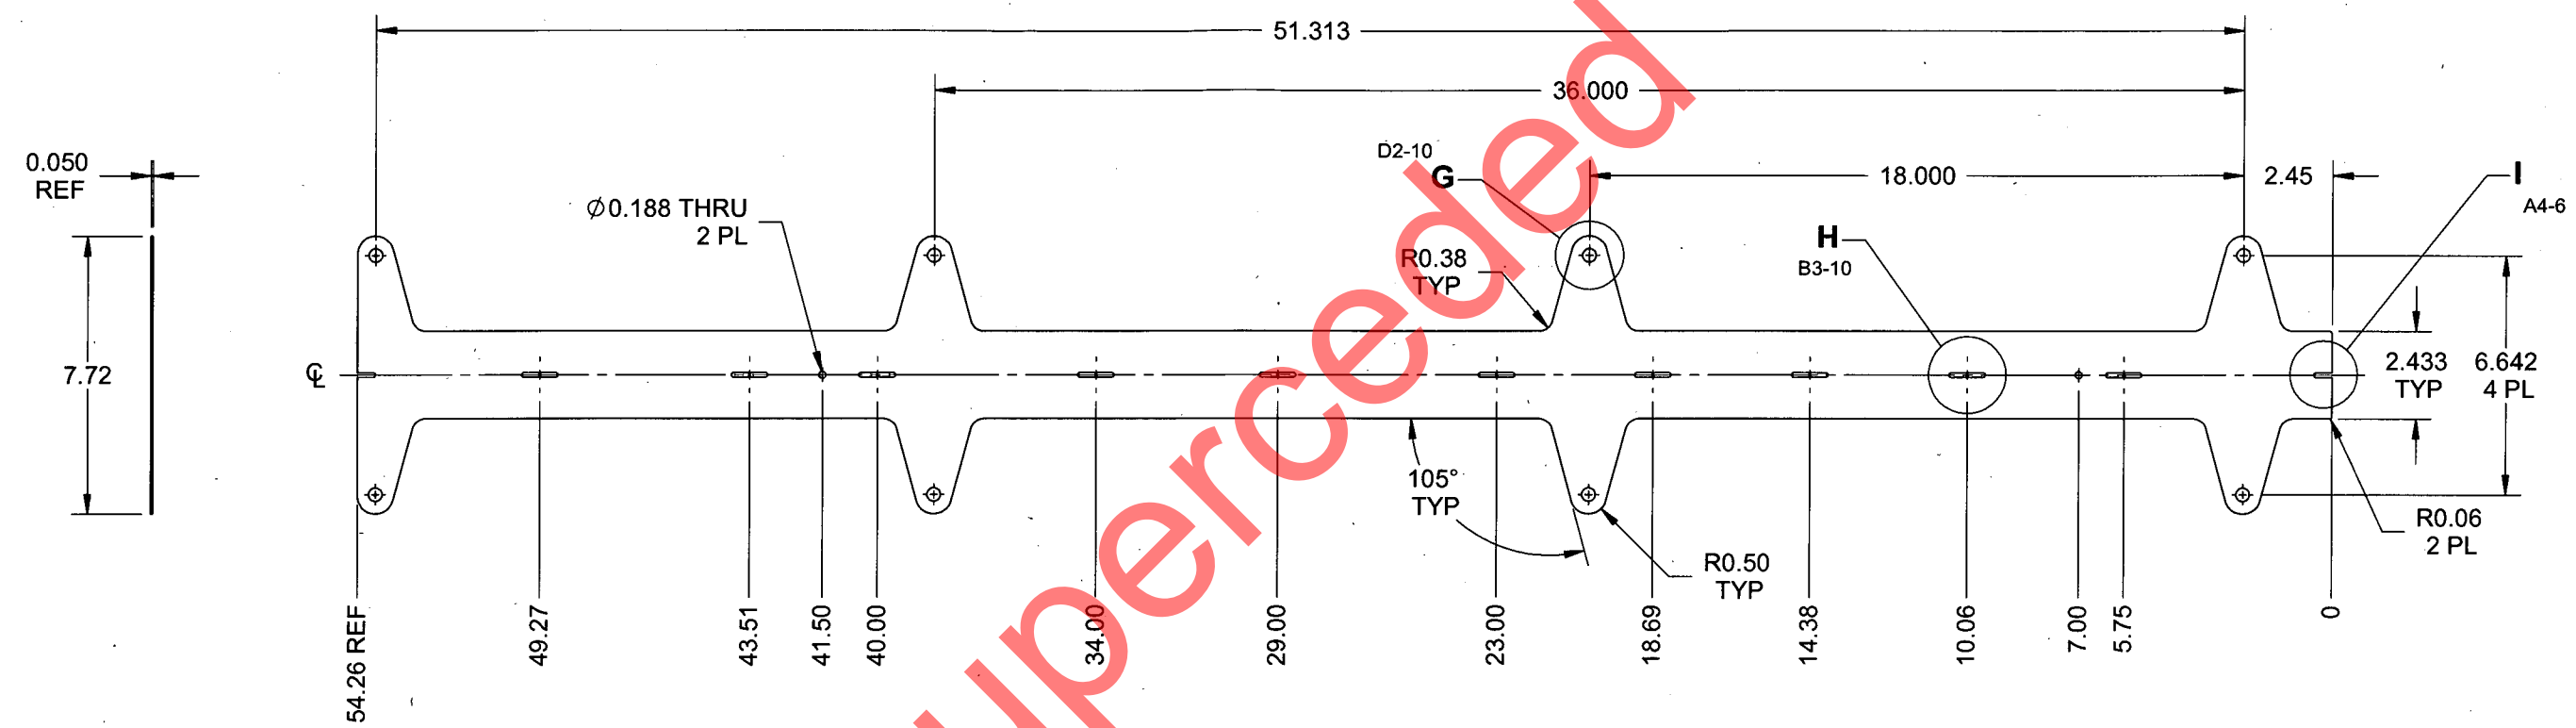 51.313
36.000
D2-10
G
18.000
2.45
I
A4-6
0.050
REF
Ø0.188 THRU
2 PL
H
B3-10
R0.38
TYP
7.72
℄
2.433
TYP
6.642
4 PL
105°
TYP
R0.50
TYP
R0.06
2 PL
54.26 REF
49.27
43.51
41.50
40.00
34.00
29.00
23.00
18.69
14.38
10.06
7.00
5.75
0
uperceded